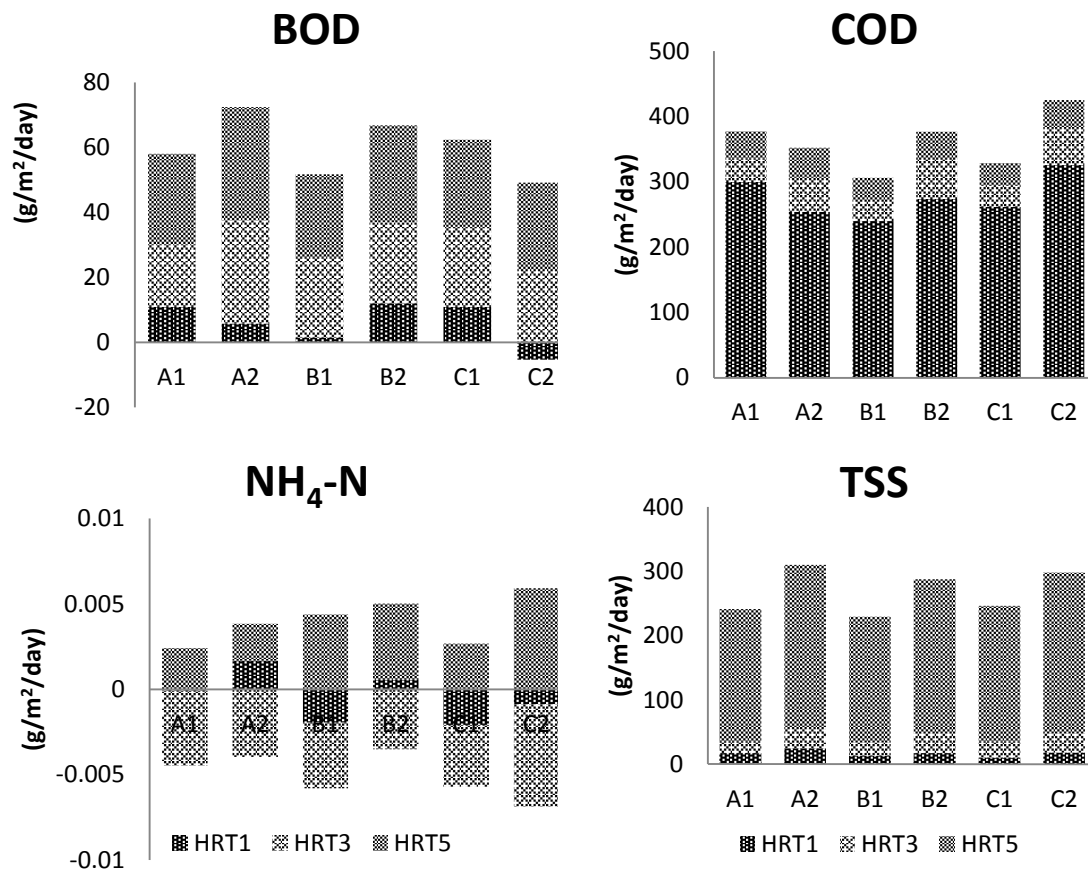 BOD
(g/m²/day)
80
60
40
20
0
-20
A1 A2 B1 B2 C1 C2
COD
(g/m²/day)
500
400
300
200
100
0
A1 A2 B1 B2 C1 C2
NH₄-N
(g/m²/day)
0.01
0.005
0
-0.005
-0.01
A1 A2 B1 B2 C1 C2
HRT1 HRT3 HRT5
TSS
(g/m²/day)
400
300
200
100
0
A1 A2 B1 B2 C1 C2
HRT1 HRT3 HRT5